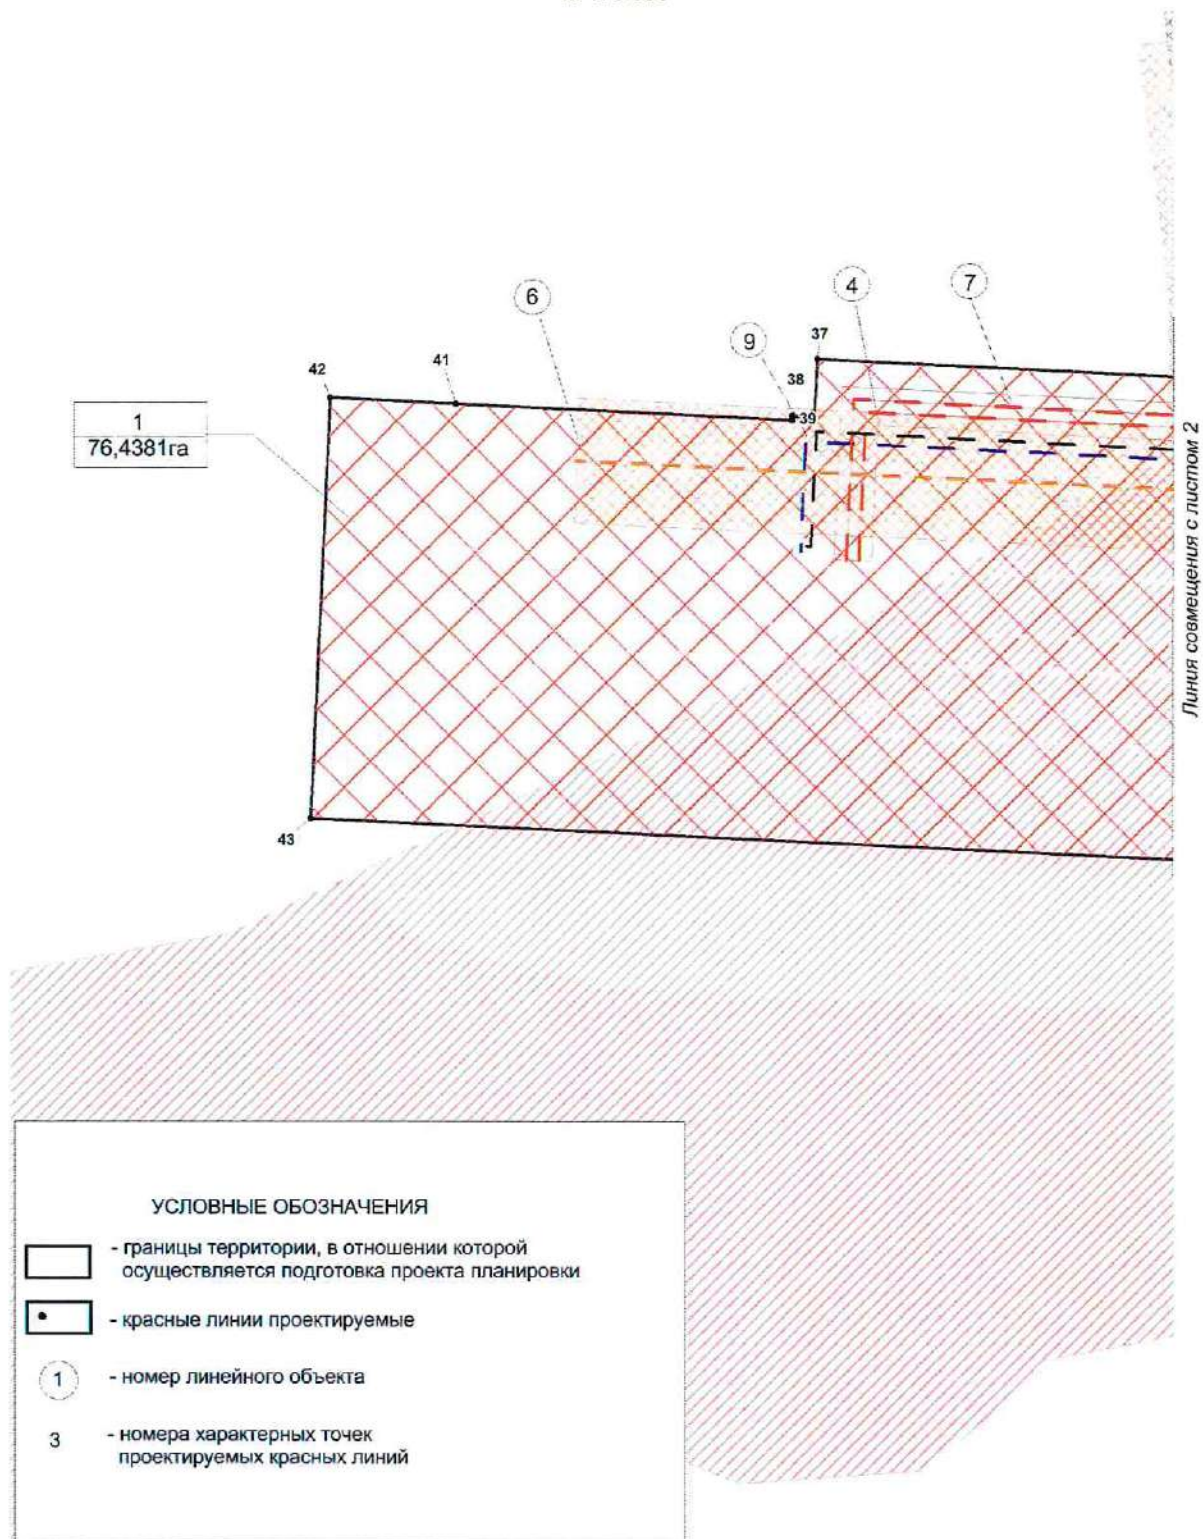 6
4
7
9
37
42
41
38
39
1
76,4381га
Линия совмещения с листом 2
43
УСЛОВНЫЕ ОБОЗНАЧЕНИЯ
- границы территории, в отношении которой
осуществляется подготовка проекта планировки
- красные линии проектируемые
1 - номер линейного объекта
3 - номера характерных точек
проектируемых красных линий